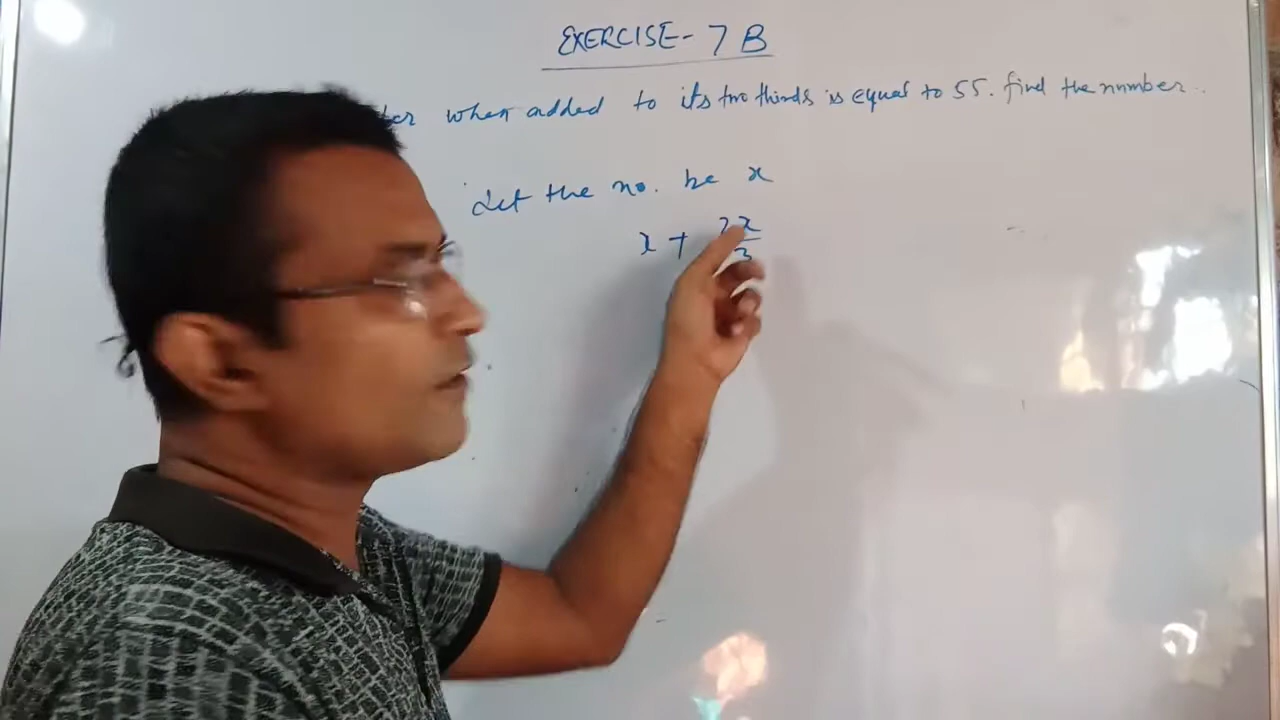 EXERCISE- 7 B
when added to its two thirds is equal to 55. find the number.
Let the no. be x
x + 2x/3